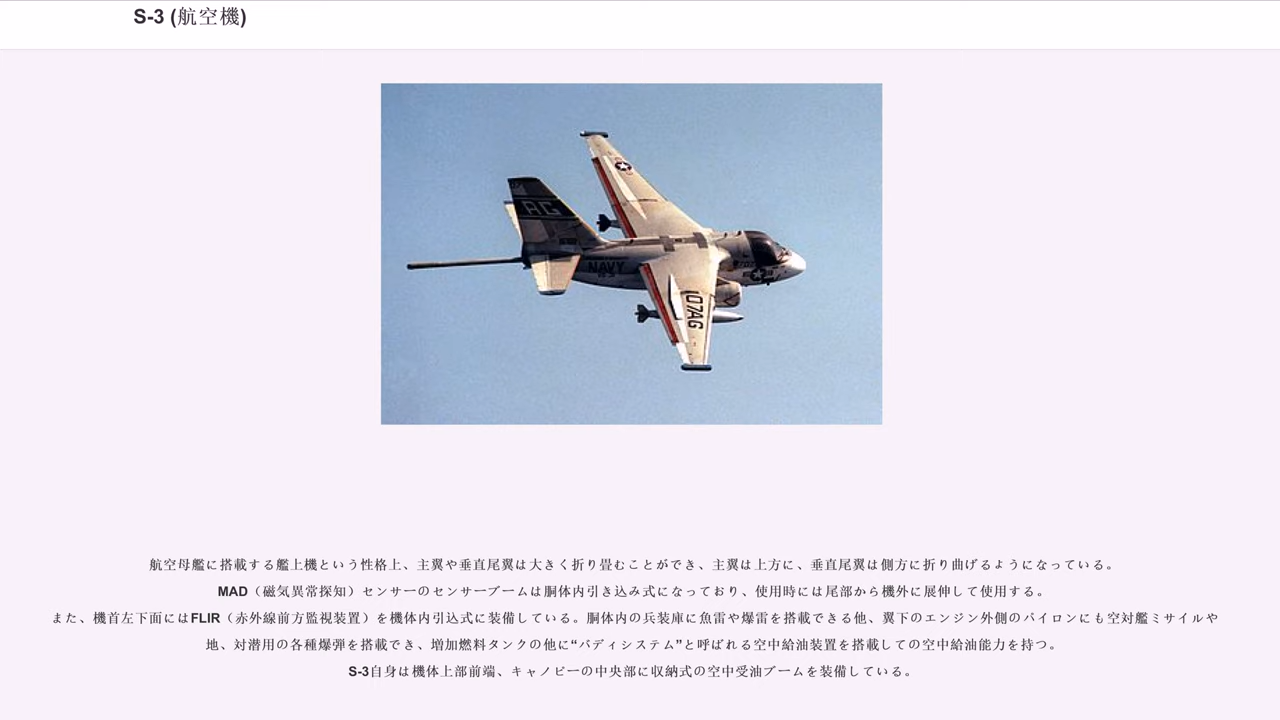 S-3 (航空機)
AG
NAVY
07AG
航空母艦に搭載する艦上機という性格上、主翼や垂直尾翼は大きく折り畳むことができ、主翼は上方に、垂直尾翼は側方に折り曲げるようになっている。
MAD（磁気異常探知）センサーのセンサーブームは胴体内引き込み式になっており、使用時には尾部から機外に展伸して使用する。
また、機首左下面にはFLIR（赤外線前方監視装置）を機体内引込式に装備している。胴体内の兵装庫に魚雷や爆雷を搭載できる他、翼下のエンジン外側のパイロンにも空対艦ミサイルや
地、対潜用の各種爆弾を搭載でき、増加燃料タンクの他に“バディシステム”と呼ばれる空中給油装置を搭載しての空中給油能力を持つ。
S-3自身は機体上部前端、キャノピーの中央部に収納式の空中受油ブームを装備している。